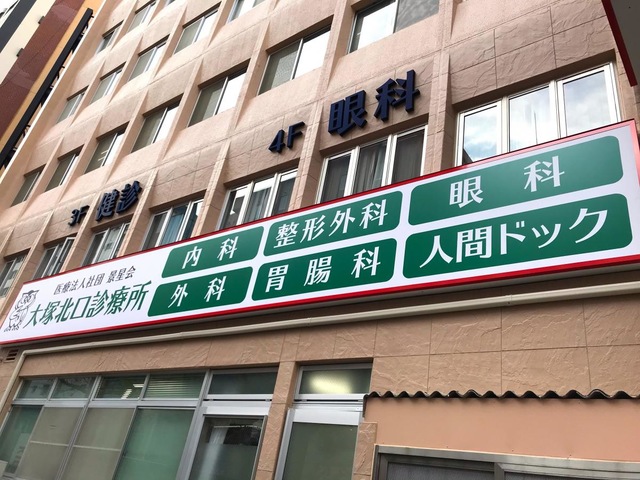 4F 眼科
3F 健診
医療法人社団 景星会
大塚北口診療所
内科 整形外科 眼科
外科 胃腸科 人間ドック